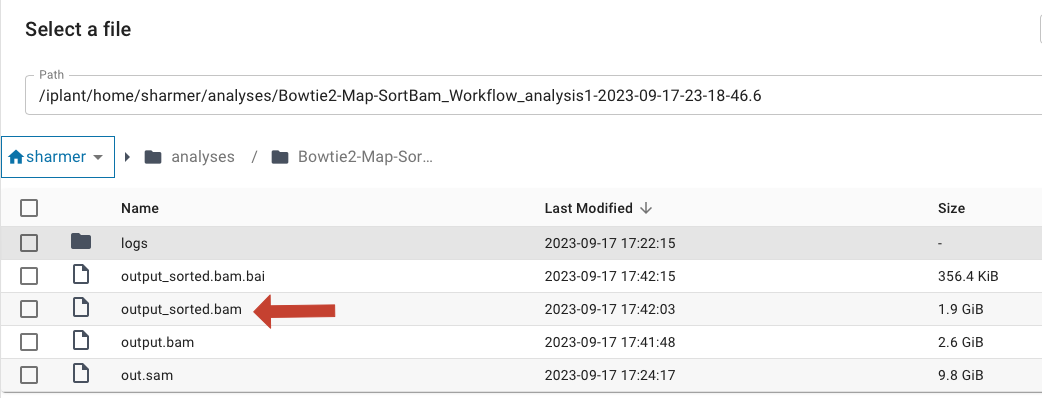 Select a file
Path
/iplant/home/sharmer/analyses/Bowtie2-Map-SortBam_Workflow_analysis1-2023-09-17-23-18-46.6
sharmer analyses / Bowtie2-Map-Sor...
Name Last Modified Size
logs 2023-09-17 17:22:15 -
output_sorted.bam.bai 2023-09-17 17:42:15 356.4 KiB
output_sorted.bam 2023-09-17 17:42:03 1.9 GiB
output.bam 2023-09-17 17:41:48 2.6 GiB
out.sam 2023-09-17 17:24:17 9.8 GiB